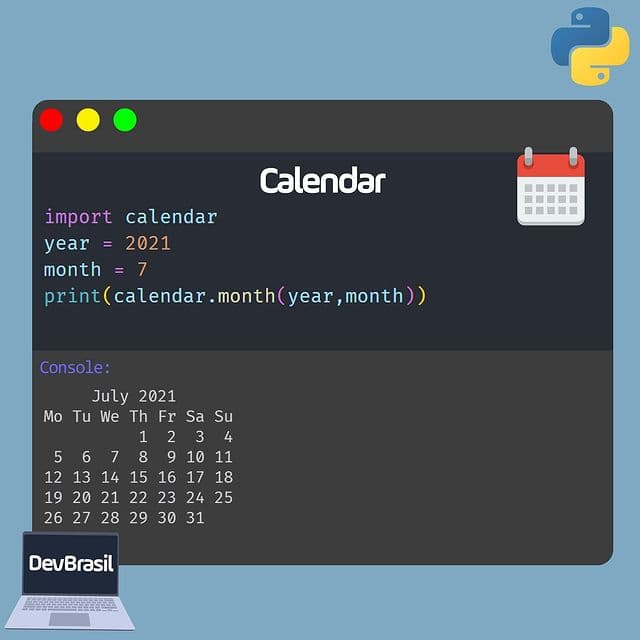 Calendar
import calendar
year = 2021
month = 7
print(calendar.month(year,month))
Console:
     July 2021
Mo Tu We Th Fr Sa Su
          1  2  3  4
 5  6  7  8  9 10 11
12 13 14 15 16 17 18
19 20 21 22 23 24 25
26 27 28 29 30 31
DevBrasil